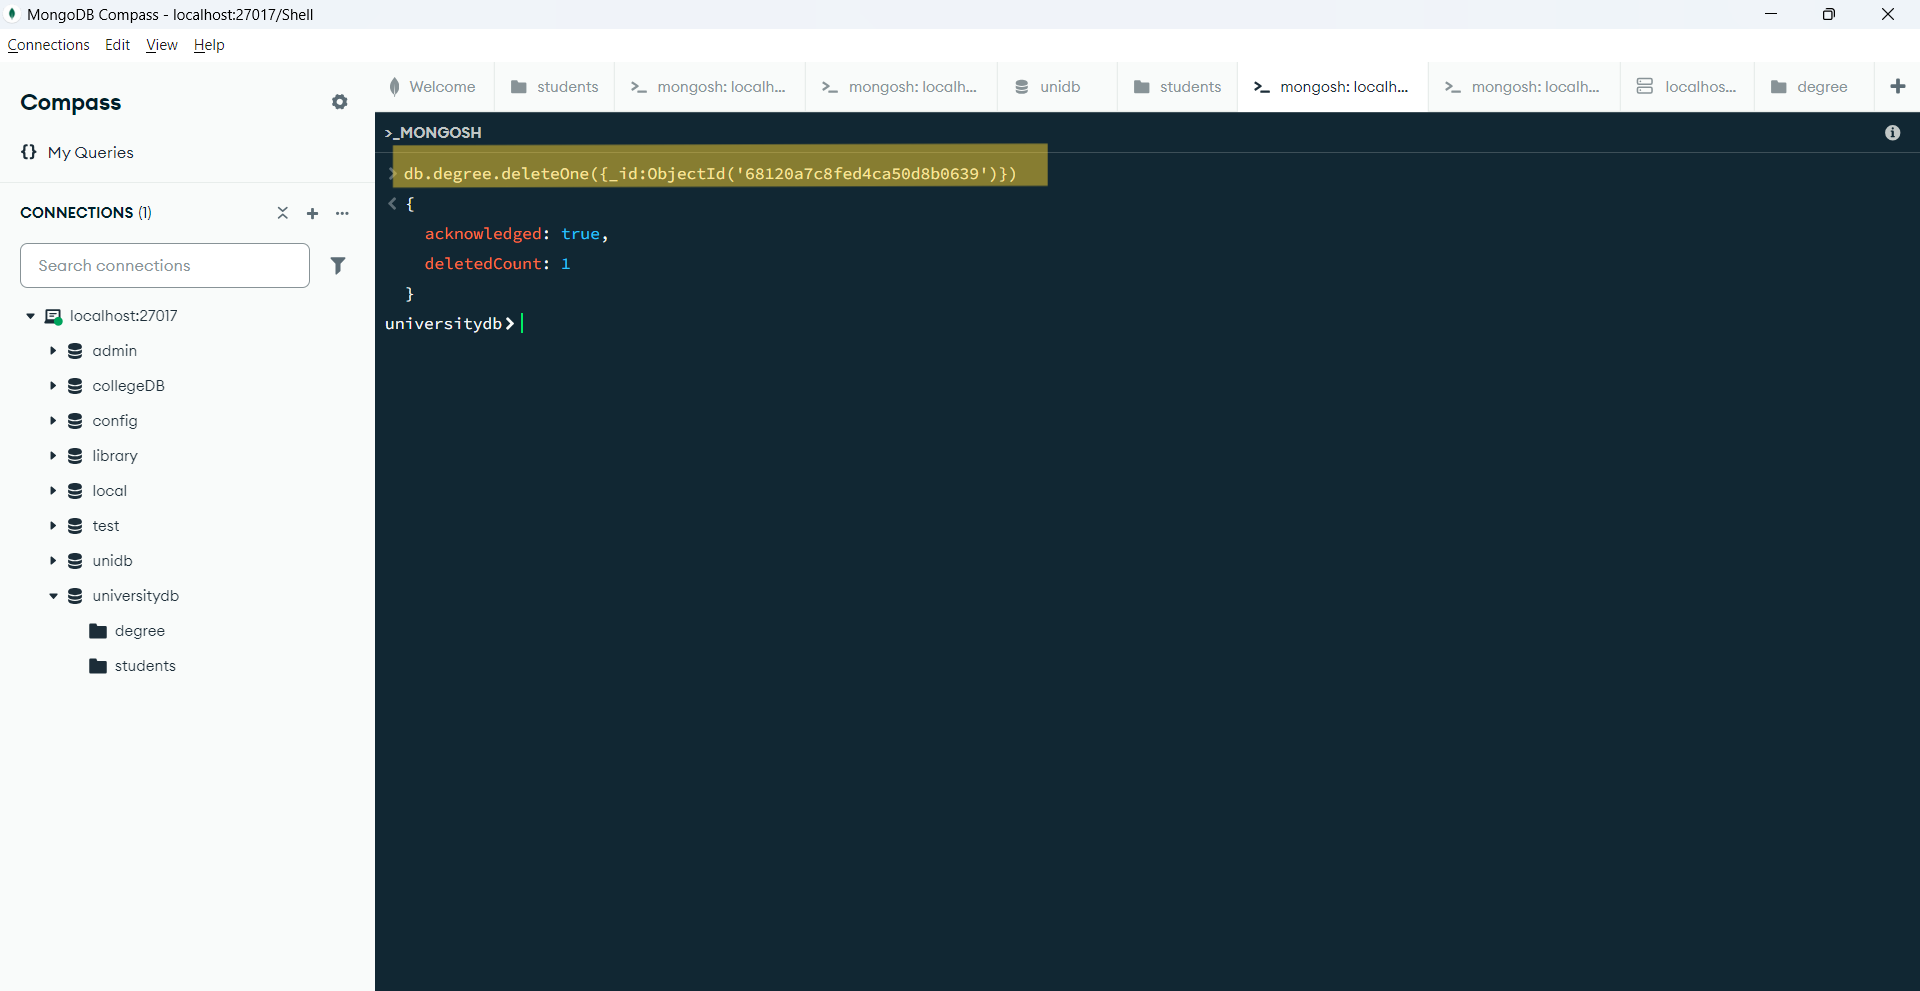 MongoDB Compass - localhost:27017/Shell
Connections Edit View Help
Compass
{} My Queries
CONNECTIONS (1)
Search connections
localhost:27017
admin
collegeDB
config
library
local
test
unidb
universitydb
degree
students
Welcome students >_ mongosh: localh... >_ mongosh: localh... unidb students >_ mongosh: localh... >_ mongosh: localh... localhos... degree +
>_MONGOSH
> db.degree.deleteOne({_id:ObjectId('68120a7c8fed4ca50d8b0639')})
< {
acknowledged: true,
deletedCount: 1
}
universitydb>